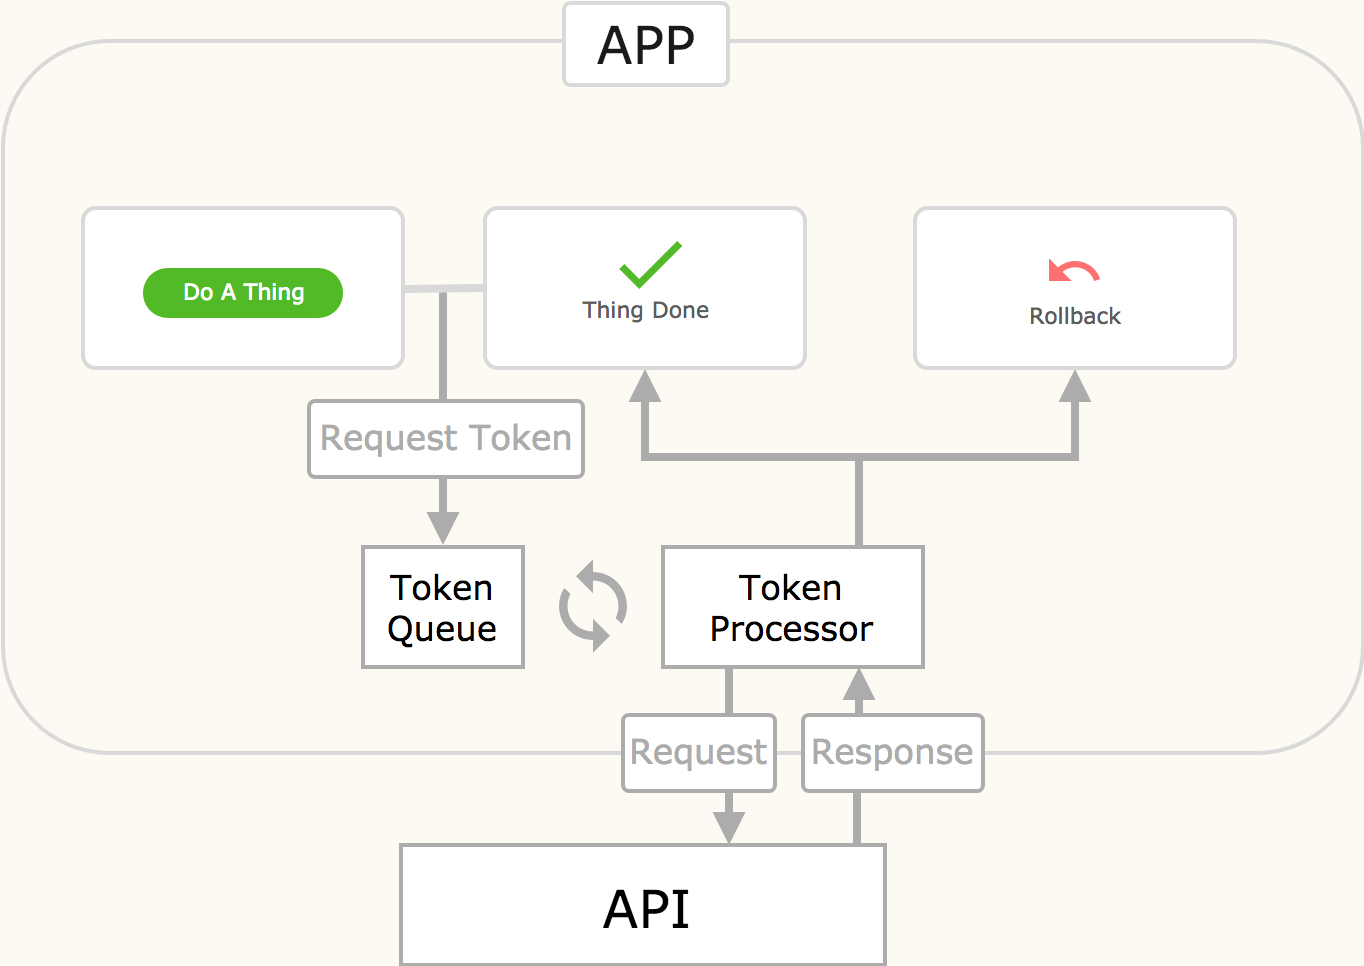 APP
Do A Thing
Thing Done
Rollback
Request Token
Token
Queue
Token
Processor
Request
Response
API